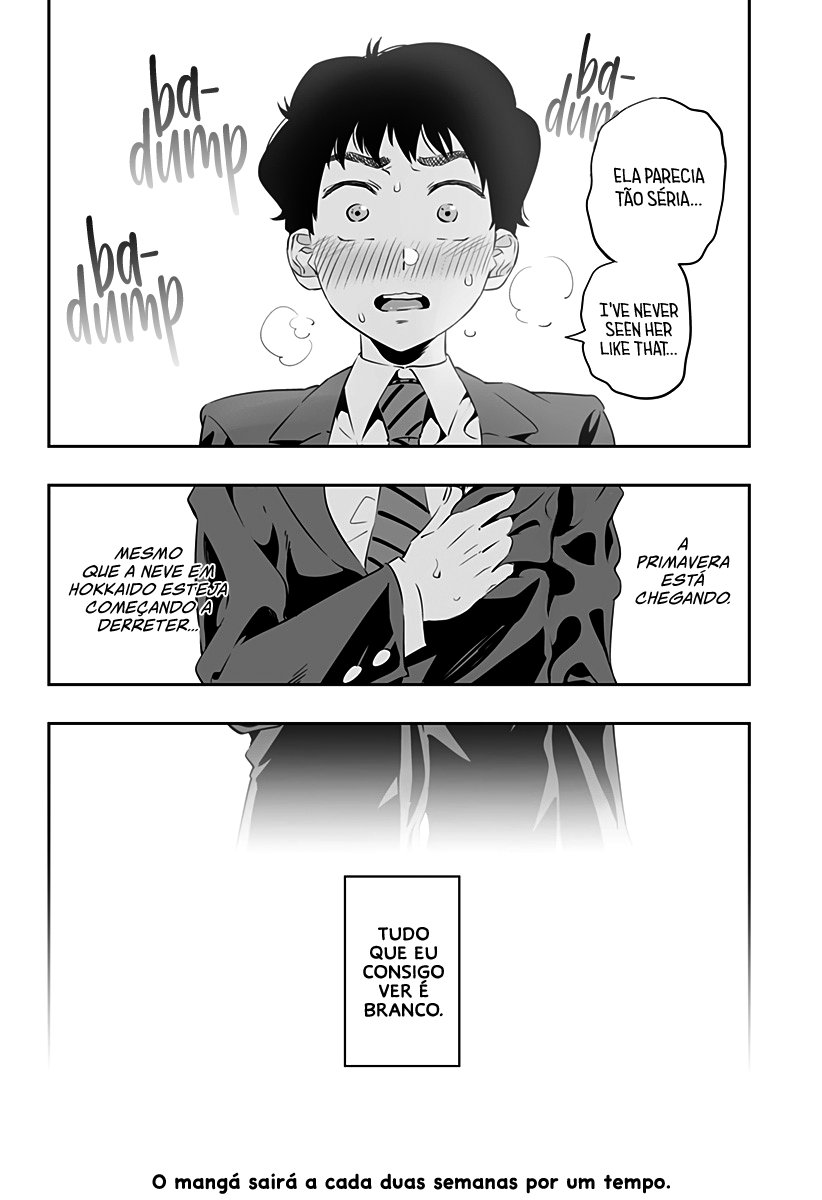 ba-
dump
ELA PARECIA
TÃO SÉRIA...
I'VE NEVER
SEEN HER
LIKE THAT...
ba-
dump
ba-
dump
A
PRIMAVERA
ESTÁ
CHEGANDO.
MESMO
QUE A NEVE EM
HOKKAIDO ESTEJA
COMEÇANDO A
DERRETER...
TUDO
QUE EU
CONSIGO
VER É
BRANCO.
O mangá sairá a cada duas semanas por um tempo.